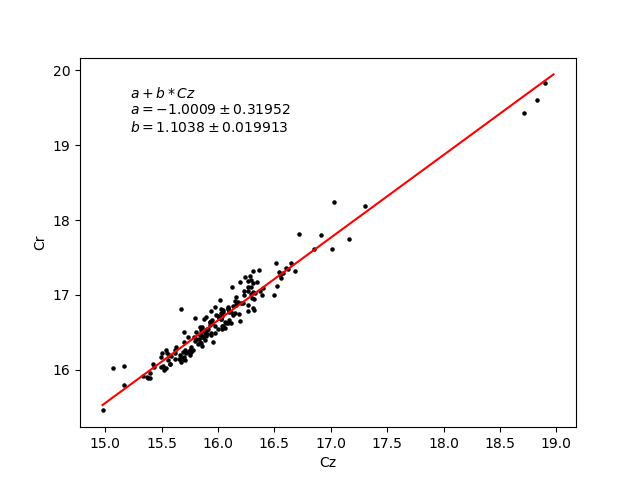 20
19
18
17
16
15.0 15.5 16.0 16.5 17.0 17.5 18.0 18.5 19.0
Cz
Cr
a + b * Cz
a = −1.0009 ± 0.31952
b = 1.1038 ± 0.019913